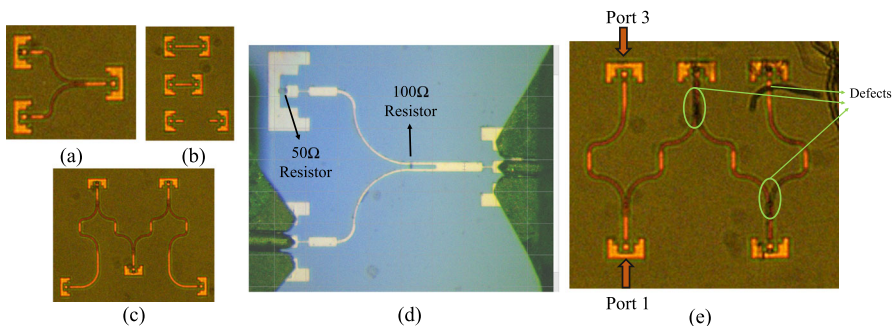 Port 3
Defects
100Ω
Resistor
50Ω
Resistor
(a)
(b)
(c)
(d)
Port 1
(e)